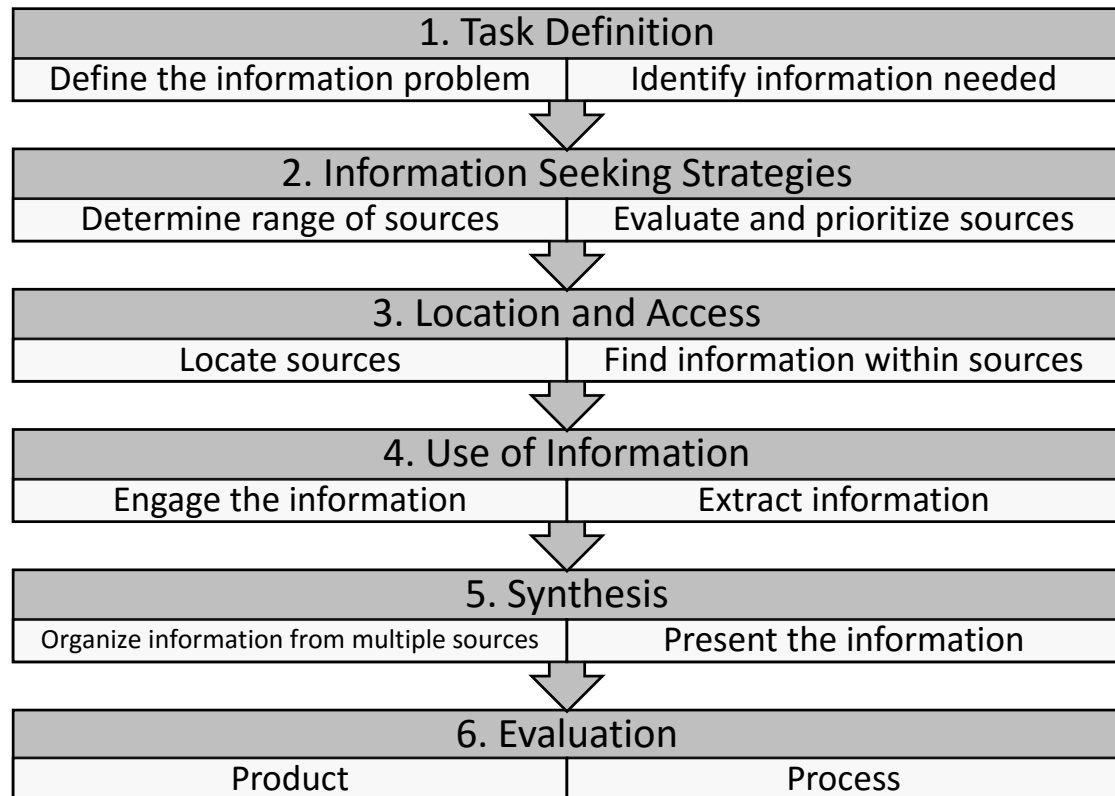 1. Task Definition
Define the information problem
Identify information needed
2. Information Seeking Strategies
Determine range of sources
Evaluate and prioritize sources
3. Location and Access
Locate sources
Find information within sources
4. Use of Information
Engage the information
Extract information
5. Synthesis
Organize information from multiple sources
Present the information
6. Evaluation
Product
Process